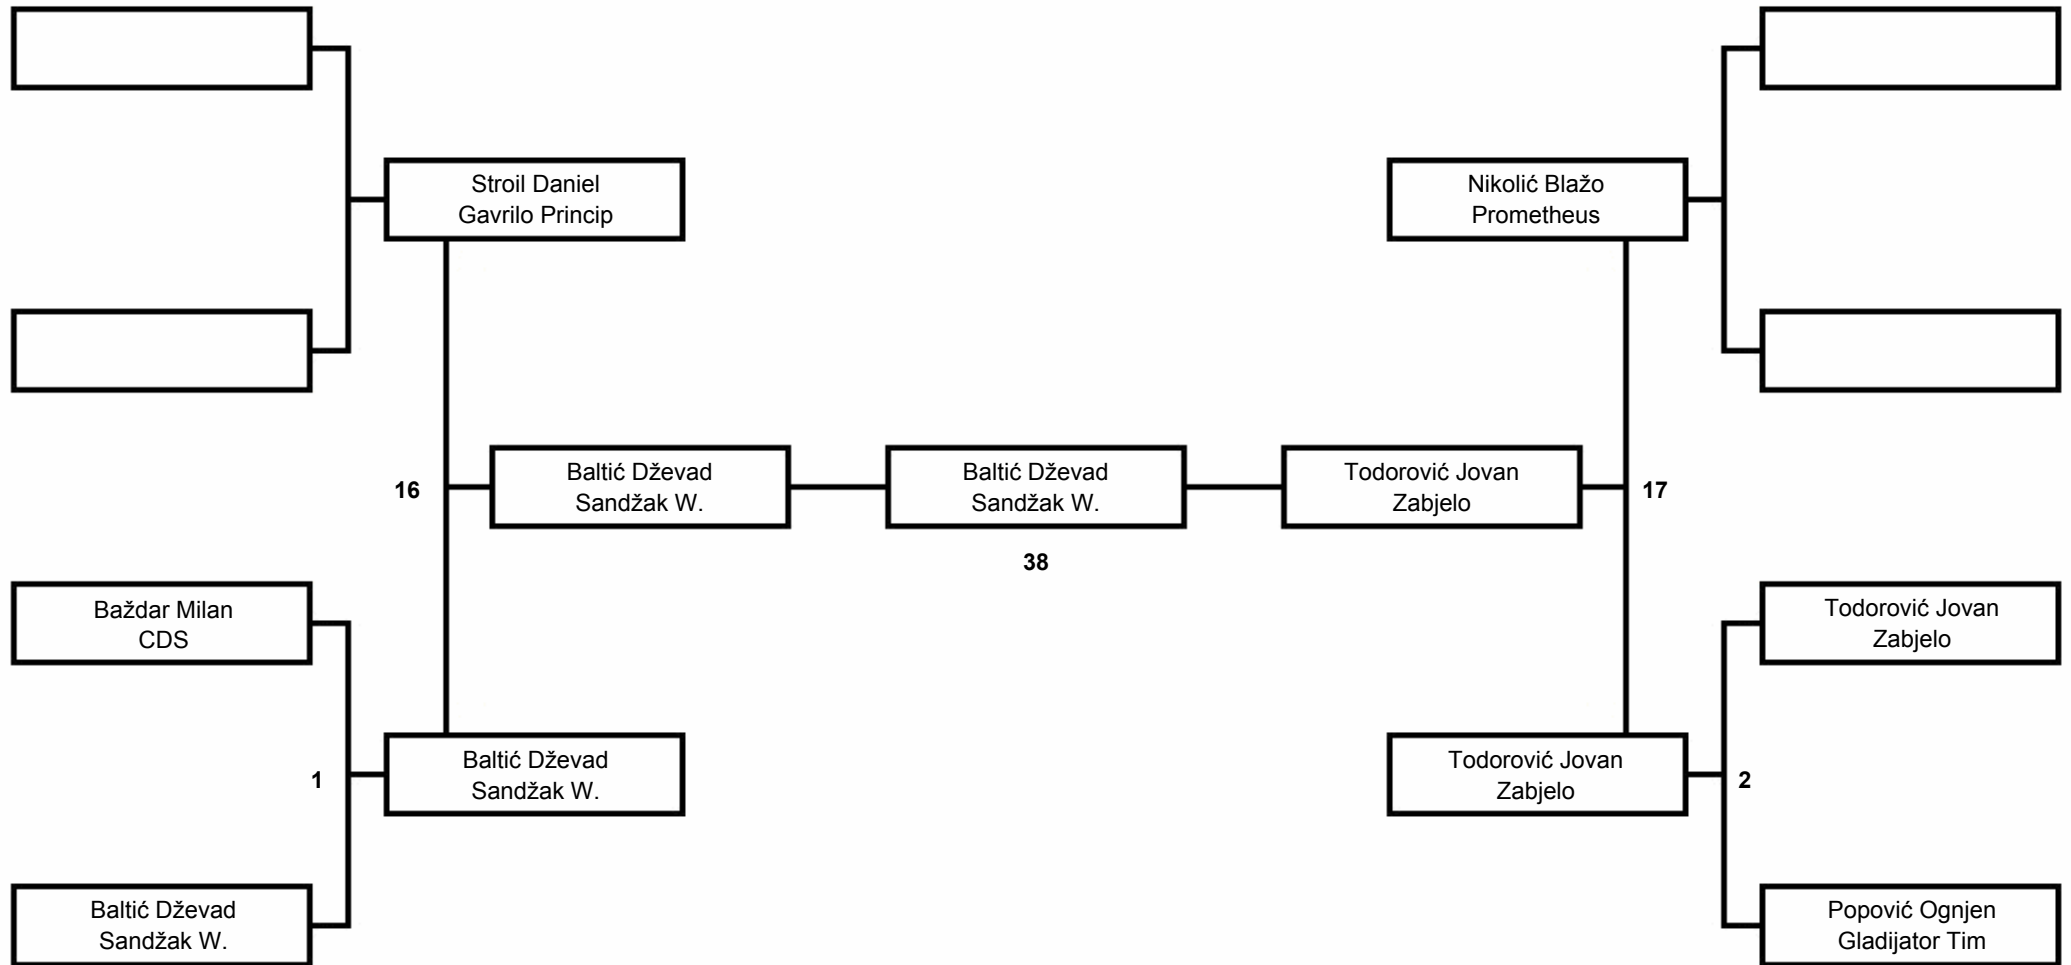 Stroil Daniel
Gavrilo Princip
Nikolić Blažo
Prometheus
16
Baltić Dževad
Sandžak W.
Baltić Dževad
Sandžak W.
38
Todorović Jovan
Zabjelo
17
Baždar Milan
CDS
Todorović Jovan
Zabjelo
1
Baltić Dževad
Sandžak W.
Todorović Jovan
Zabjelo
2
Baltić Dževad
Sandžak W.
Popović Ognjen
Gladijator Tim